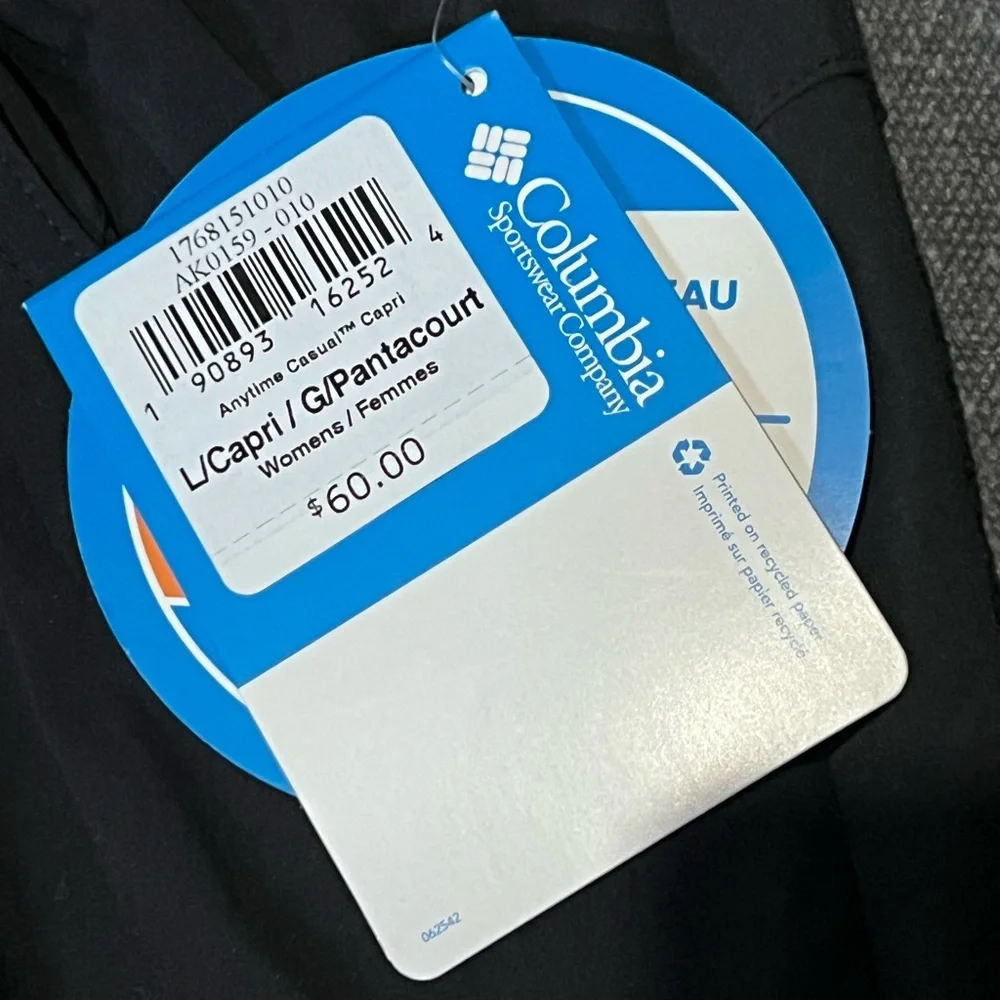 1768151010
AK0159 -010
1 90893 16252 4
Anytime Casual™ Capri
L/Capri / G/Pantacourt
Womens / Femmes
$60.00
Columbia
Sportswear Company
EAU
Printed on recycled paper
Imprimé sur papier recyclé
062542